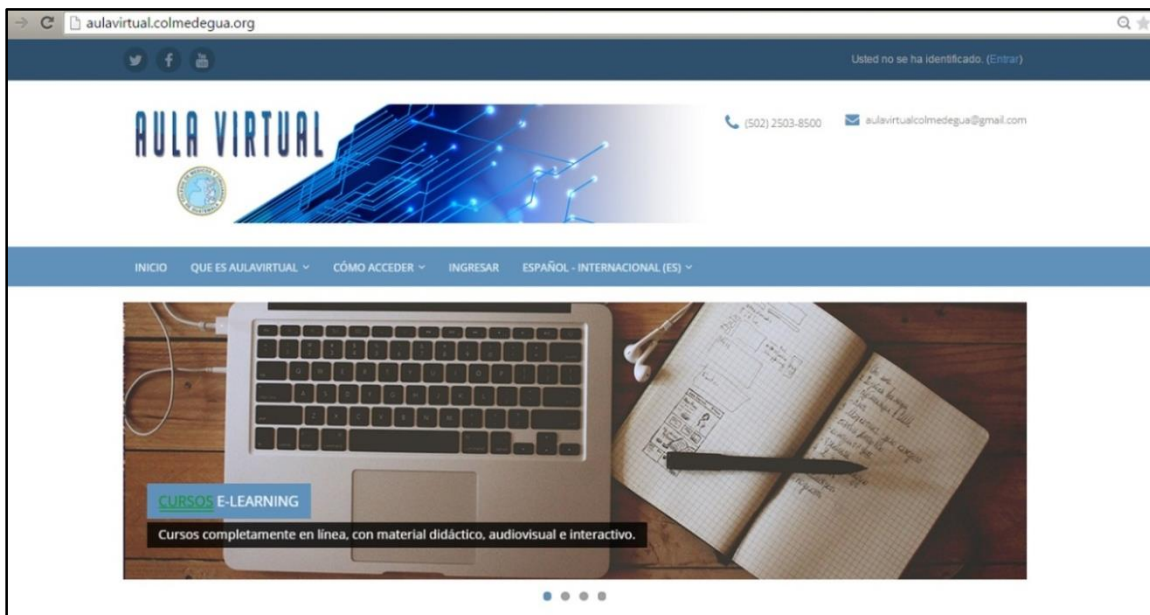 aulavirtual.colmedegua.org
Usted no se ha identificado. (Entrar)
AULA VIRTUAL
(502) 2503-8500
aulavirtualcolmedegua@gmail.com
INICIO QUE ES AULAVIRTUAL CÓMO ACCEDER INGRESAR ESPAÑOL - INTERNACIONAL (ES)
CURSOS E-LEARNING
Cursos completamente en línea, con material didáctico, audiovisual e interactivo.